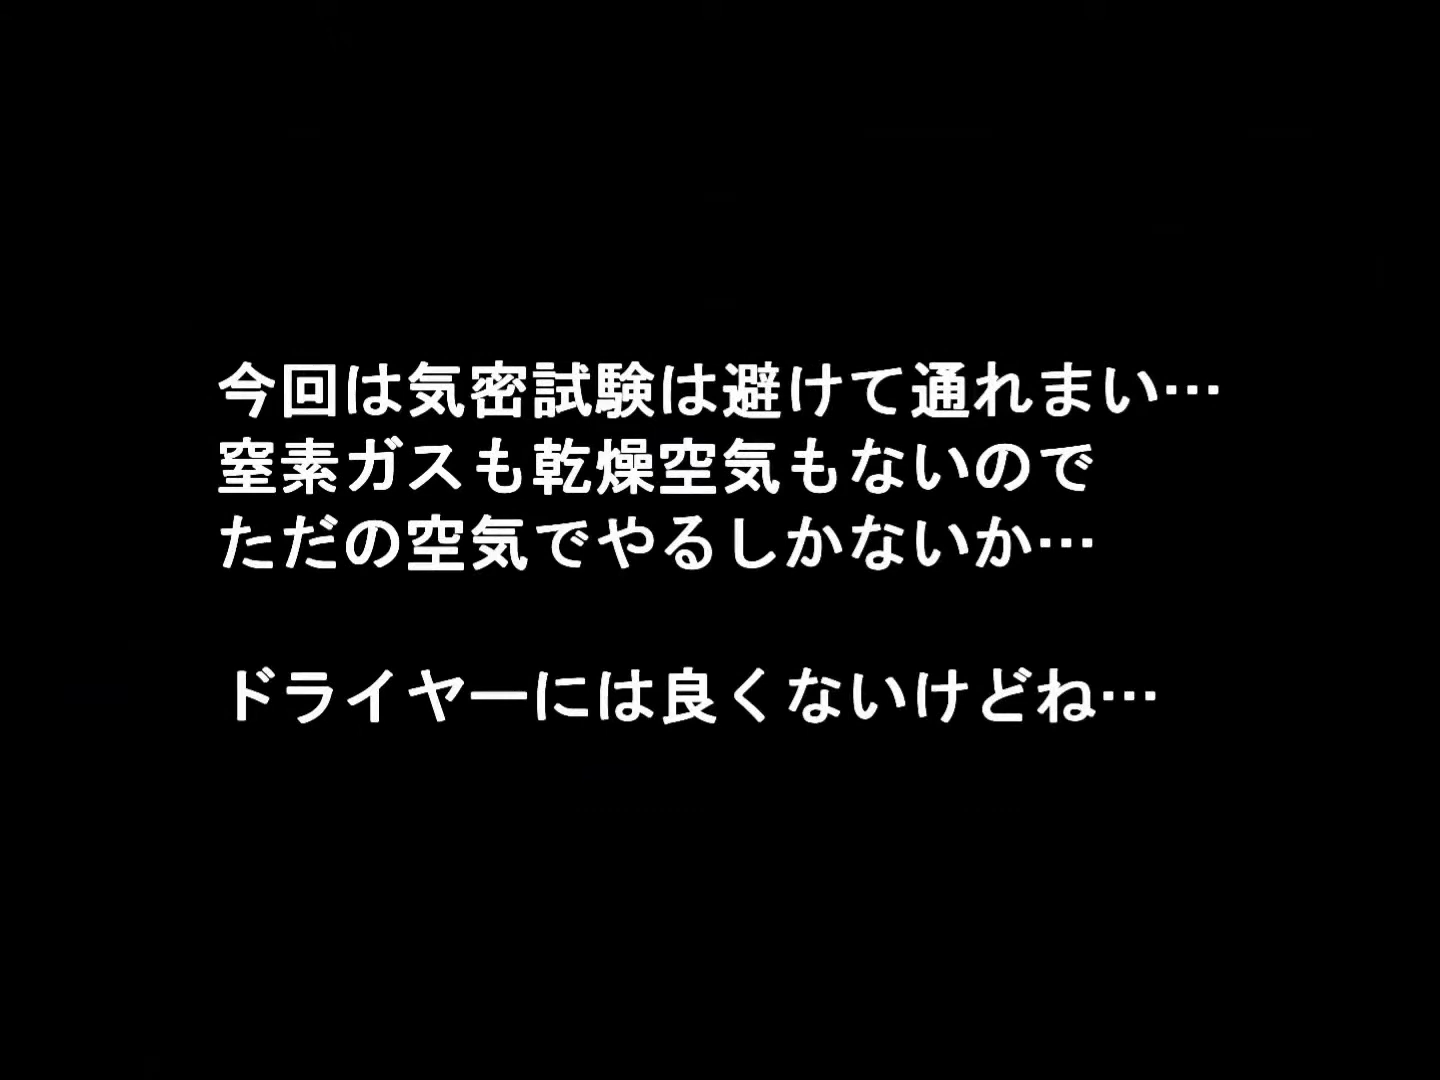 今回は気密試験は避けて通れまい…
窒素ガスも乾燥空気もないので
ただの空気でやるしかないか…
ドライヤーには良くないけどね…